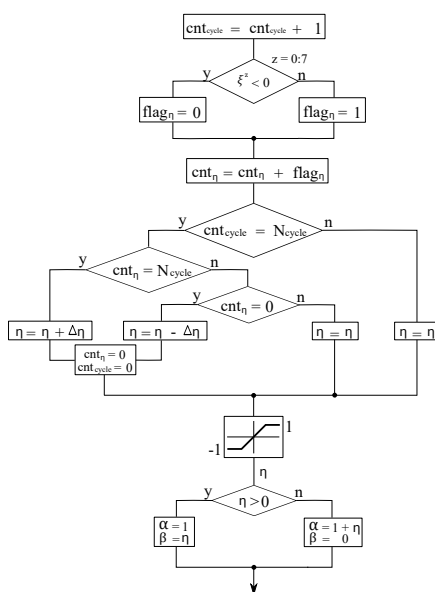 cnt_cycle = cnt_cycle + 1
z = 0:7
y
ξ^z < 0
n
flag_η = 0
flag_η = 1
cnt_η = cnt_η + flag_η
y
cnt_cycle = N_cycle
n
y
cnt_η = N_cycle
n
y
cnt_η = 0
n
η = η + Δη
η = η - Δη
η = η
η = η
cnt_η = 0
cnt_cycle = 0
1
-1
η
y
η > 0
n
α = 1
β = η
α = 1 + η
β = 0